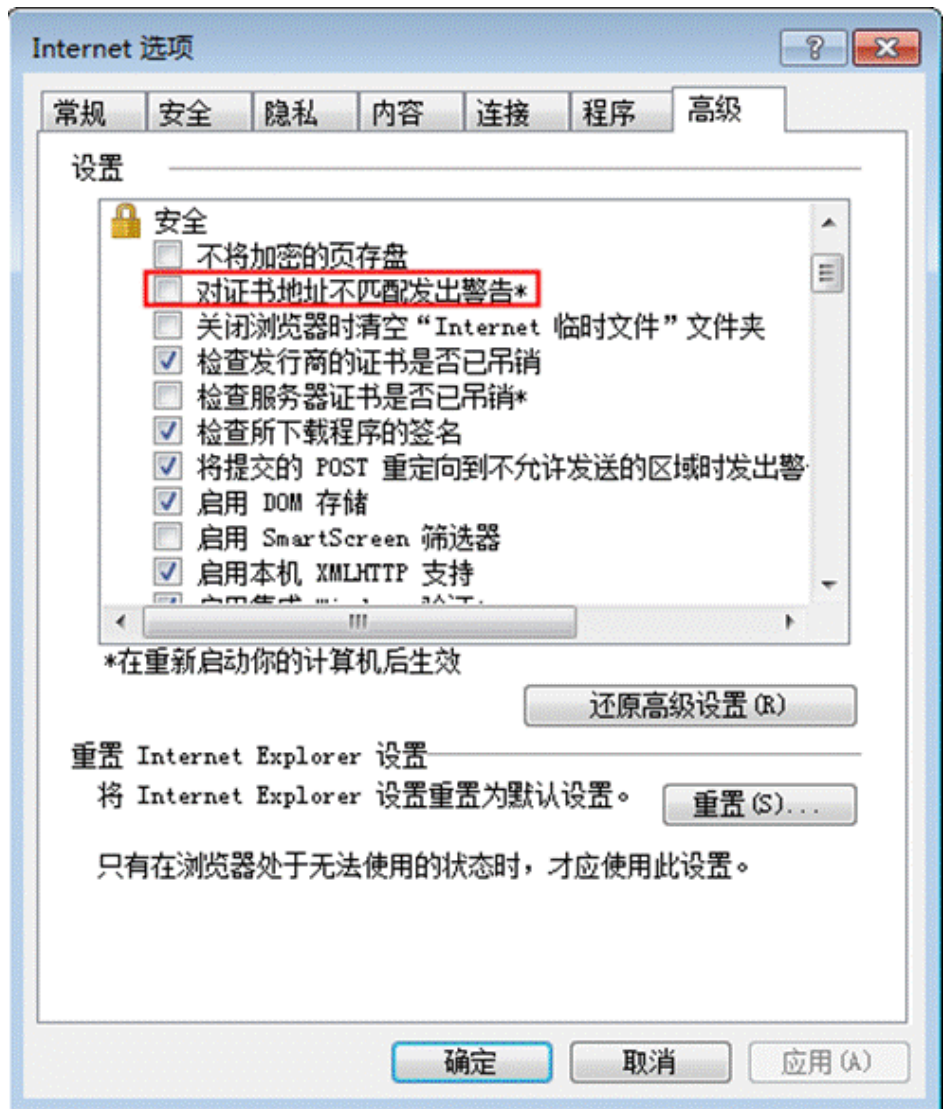 Internet 选项
常规 安全 隐私 内容 连接 程序 高级
设置
安全
不将加密的页存盘
对证书地址不匹配发出警告*
关闭浏览器时清空“Internet 临时文件”文件夹
检查发行商的证书是否已吊销
检查服务器证书是否已吊销*
检查所下载程序的签名
将提交的 POST 重定向到不允许发送的区域时发出警
启用 DOM 存储
启用 SmartScreen 筛选器
启用本机 XMLHTTP 支持
*在重新启动你的计算机后生效
还原高级设置(R)
重置 Internet Explorer 设置
将 Internet Explorer 设置重置为默认设置。
重置(S)...
只有在浏览器处于无法使用的状态时，才应使用此设置。
确定 取消 应用(A)